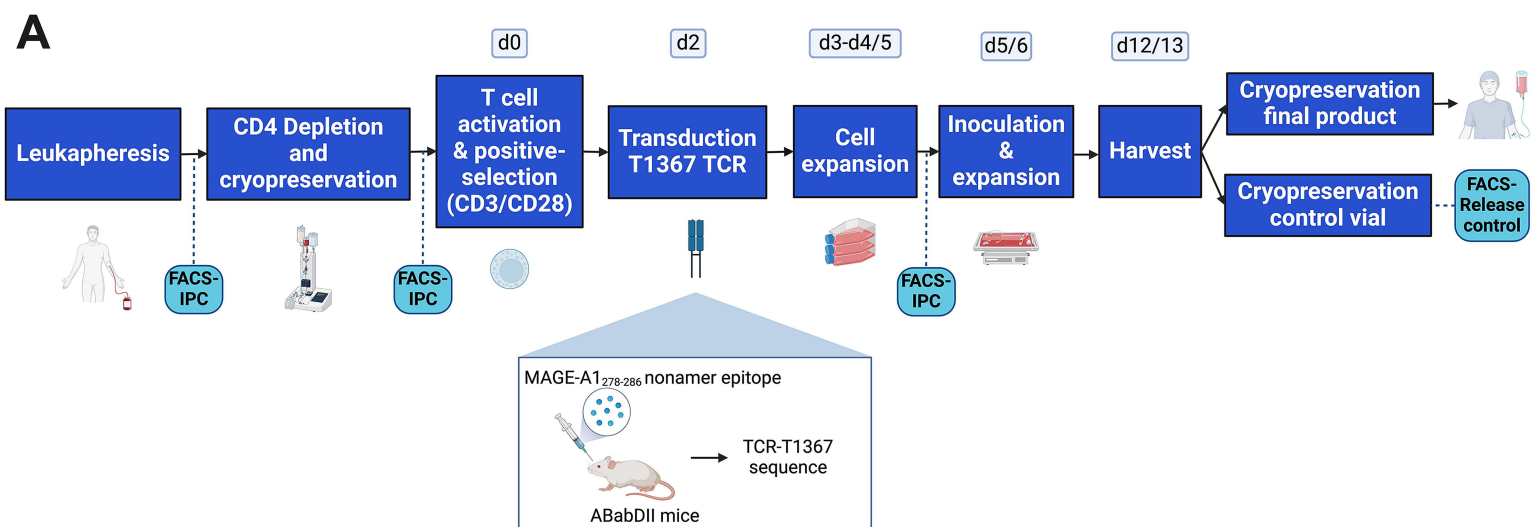 A
d0
d2
d3-d4/5
d5/6
d12/13
Leukapheresis
CD4 Depletion
and
cryopreservation
T cell
activation
& positive-
selection
(CD3/CD28)
Transduction
T1367 TCR
Cell
expansion
Inoculation
&
expansion
Harvest
Cryopreservation
final product
Cryopreservation
control vial
FACS-
Release
control
FACS-
IPC
FACS-
IPC
FACS-
IPC
MAGE-A1278-286 nonamer epitope
TCR-T1367
sequence
ABabDII mice